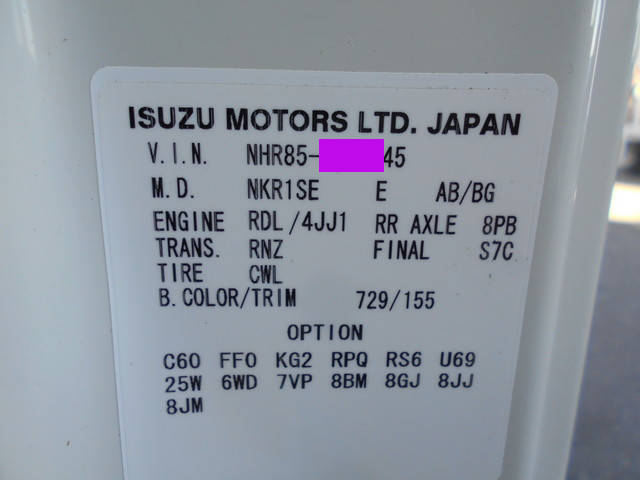 ISUZU MOTORS LTD. JAPAN
V.I.N. NHR85- 45
M.D. NKR1SE E AB/BG
ENGINE RDL/4JJ1 RR AXLE 8PB
TRANS. RNZ FINAL S7C
TIRE CWL
B.COLOR/TRIM 729/155
OPTION
C60 FF0 KG2 RPQ RS6 U69
25W 6WD 7VP 8BM 8GJ 8JJ
8JM